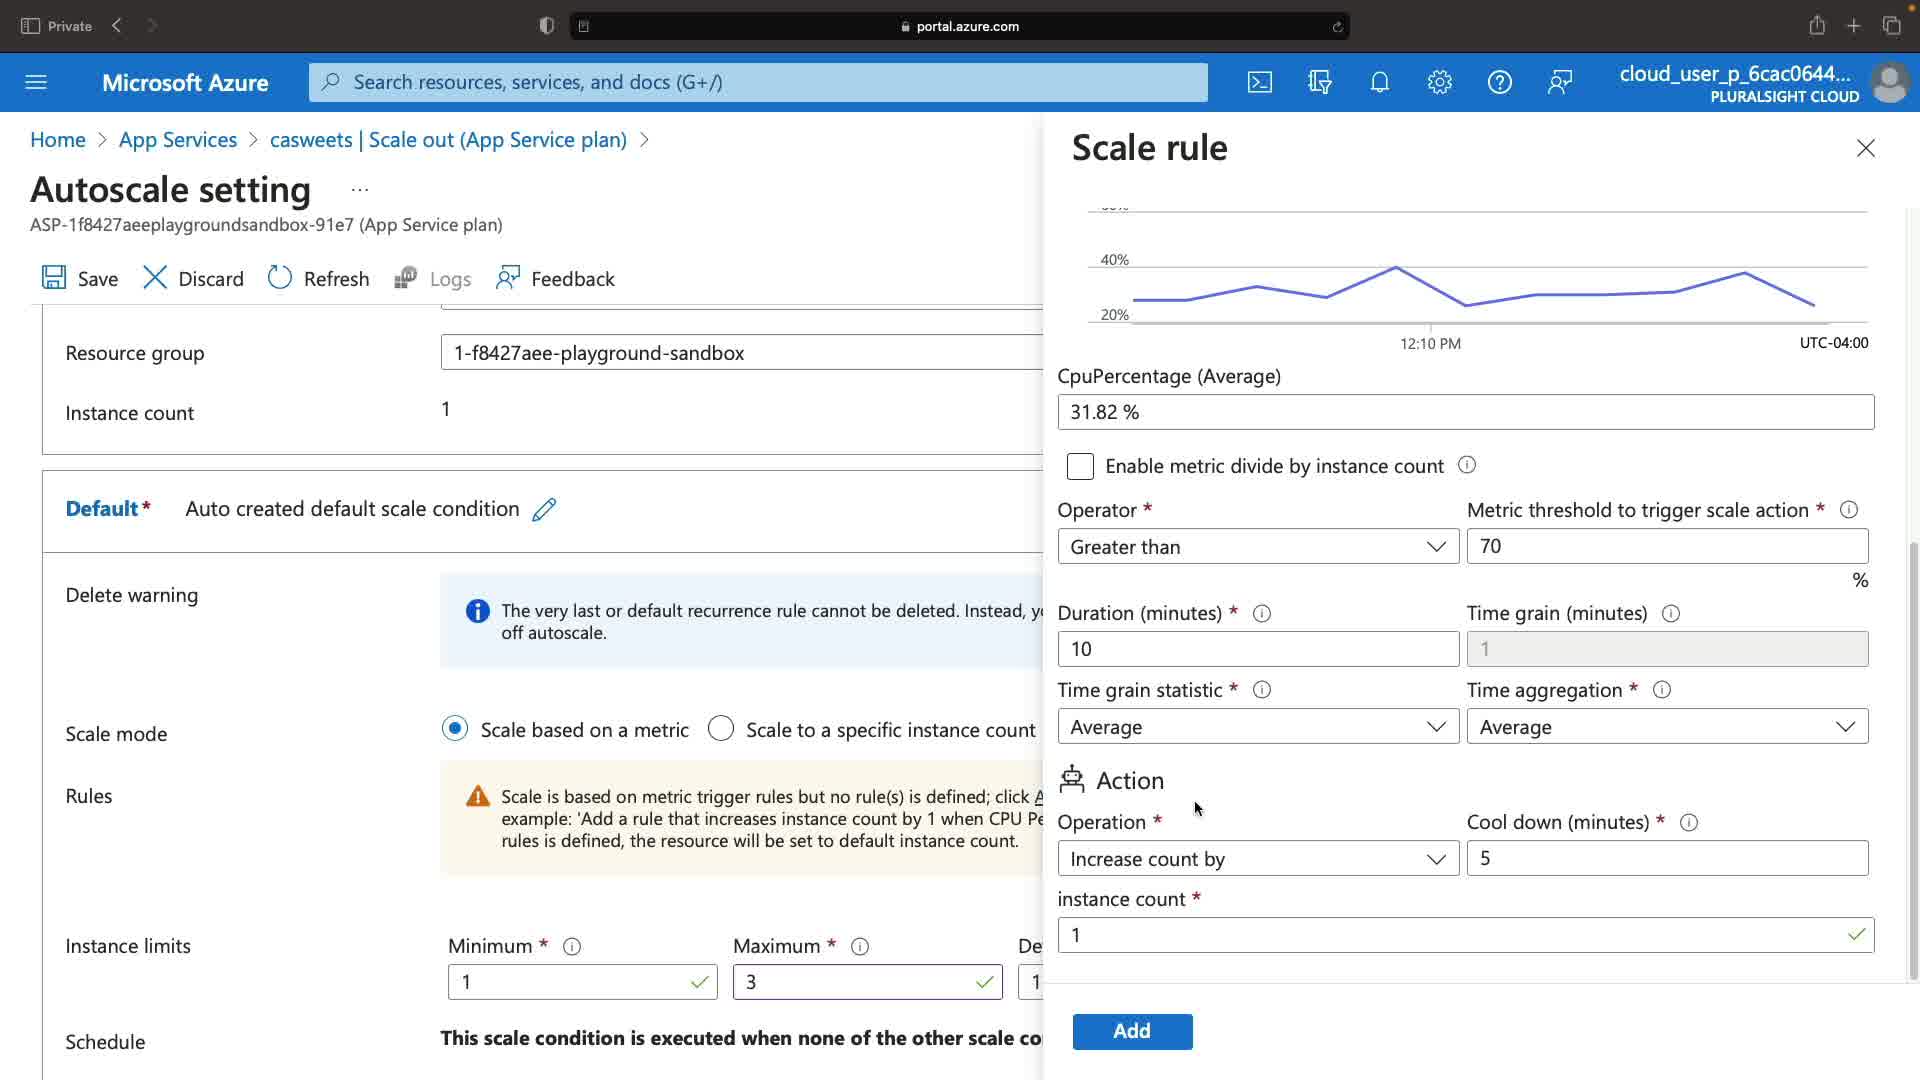 Private
portal.azure.com
Microsoft Azure
Search resources, services, and docs (G+/)
cloud_user_p_6cac0644...
PLURALSIGHT CLOUD
Home > App Services > casweets | Scale out (App Service plan) >
Autoscale setting ...
ASP-1f8427aeeplaygroundsandbox-91e7 (App Service plan)
Save Discard Refresh Logs Feedback
Resource group
1-f8427aee-playground-sandbox
Instance count
1
Default* Auto created default scale condition
Delete warning
The very last or default recurrence rule cannot be deleted. Instead,
off autoscale.
Scale mode
Scale based on a metric Scale to a specific instance count
Rules
Scale is based on metric trigger rules but no rule(s) is defined; click
example: 'Add a rule that increases instance count by 1 when CPU
rules is defined, the resource will be set to default instance count.
Instance limits
Minimum * Maximum *
1 3 1
Schedule
This scale condition is executed when none of the other scale
Scale rule
40%
20%
12:10 PM
UTC-04:00
CpuPercentage (Average)
31.82 %
Enable metric divide by instance count
Operator * Metric threshold to trigger scale action *
Greater than 70
%
Duration (minutes) * Time grain (minutes)
10 1
Time grain statistic * Time aggregation *
Average Average
Action
Operation * Cool down (minutes) *
Increase count by 5
instance count *
1
Add